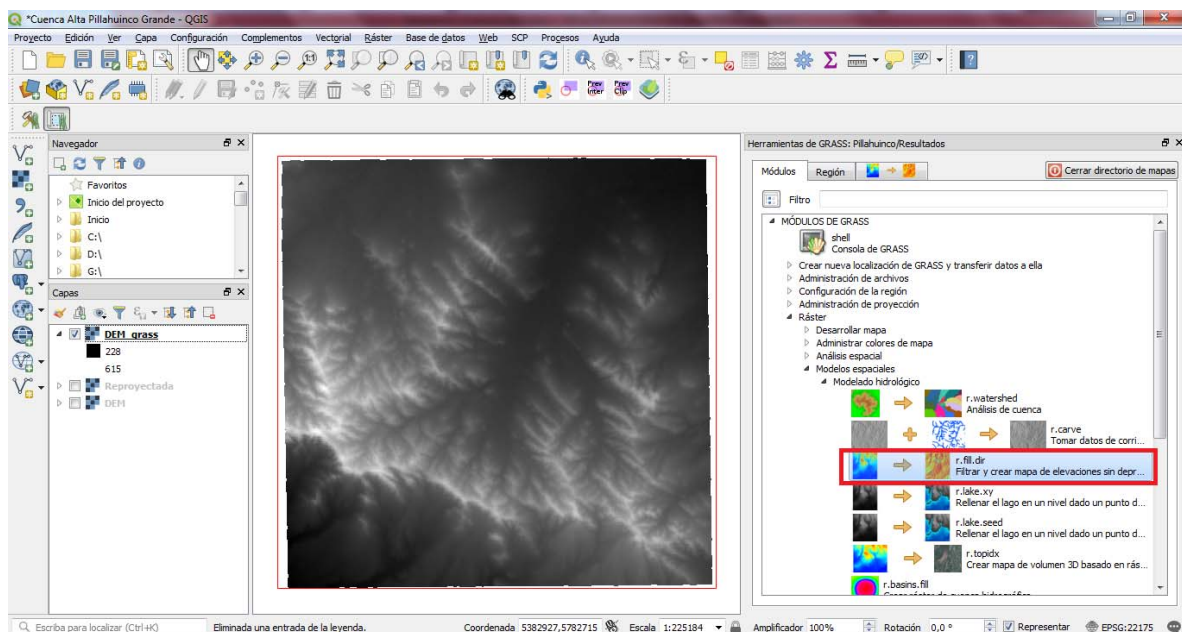 *Cuenca Alta Pillahuinco Grande - QGIS
Proyecto Edición Ver Capa Configuración Complementos Vectorial Ráster Base de datos Web SCP Procesos Ayuda
Navegador
Favoritos
Inicio del proyecto
Inicio
C:\
D:\
G:\
Capas
DEM_grass
228
615
Reproyectada
DEM
Herramientas de GRASS: Pillahuinco/Resultados
Módulos Región Cerrar directorio de mapas
Filtro
MÓDULOS DE GRASS
shell
Consola de GRASS
Crear nueva localización de GRASS y transferir datos a ella
Administración de archivos
Configuración de la región
Administración de proyección
Ráster
Desarrollar mapa
Administrar colores de mapa
Análisis espacial
Modelos espaciales
Modelado hidrológico
r.watershed
Análisis de cuenca
r.carve
Tomar datos de corri...
r.fill.dir
Filtrar y crear mapa de elevaciones sin depr...
r.lake.xy
Rellenar el lago en un nivel dado un punto d...
r.lake.seed
Rellenar el lago en un nivel dado un punto d...
r.topidx
Crear mapa de volumen 3D basado en rás...
r.basins.fill
Escriba para localizar (Ctrl+K) Eliminada una entrada de la leyenda. Coordenada 5382927,5782715 Escala 1:225184 Amplificador 100% Rotación 0,0 ° Representar EPSG:22175